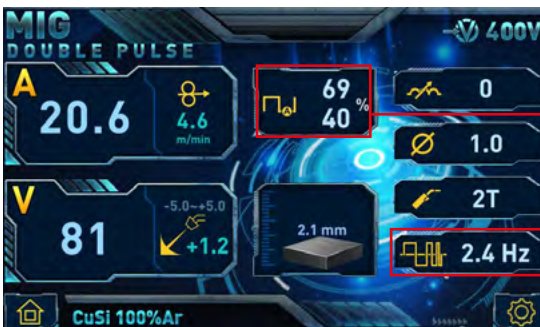 MIG
DOUBLE PULSE
400V
A
20.6
4.6
m/min
A
69
40
%
0
1.0
V
81
-5.0~+5.0
+1.2
2.1 mm
2T
2.4 Hz
CuSi 100%Ar